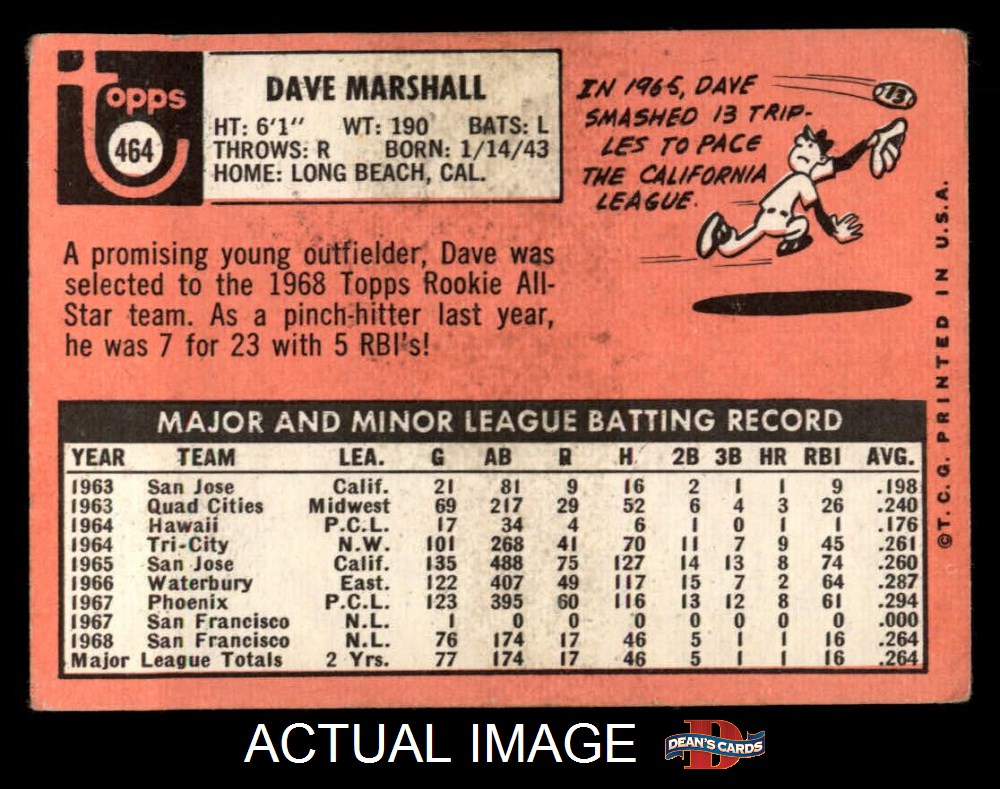 topps
464
DAVE MARSHALL
HT: 6'1" WT: 190 BATS: L
THROWS: R BORN: 1/14/43
HOME: LONG BEACH, CAL.
IN 1965, DAVE
SMASHED 13 TRIP-
LES TO PACE
THE CALIFORNIA
LEAGUE.
13
A promising young outfielder, Dave was
selected to the 1968 Topps Rookie All-
Star team. As a pinch-hitter last year,
he was 7 for 23 with 5 RBI's!
MAJOR AND MINOR LEAGUE BATTING RECORD
YEAR TEAM LEA. G AB R H 2B 3B HR RBI AVG.
1963 San Jose Calif. 21 81 9 16 2 1 1 9 .198
1963 Quad Cities Midwest 69 217 29 52 6 4 3 26 .240
1964 Hawaii P.C.L. 17 34 4 6 1 0 1 1 .176
1964 Tri-City N.W. 101 268 41 70 11 7 9 45 .261
1965 San Jose Calif. 135 488 75 127 14 13 8 74 .260
1966 Waterbury East. 122 407 49 117 15 7 2 64 .287
1967 Phoenix P.C.L. 123 395 60 116 13 12 8 61 .294
1967 San Francisco N.L. 1 0 0 0 0 0 0 0 .000
1968 San Francisco N.L. 76 174 17 46 5 1 1 16 .264
Major League Totals 2 Yrs. 77 174 17 46 5 1 1 16 .264
©T. C. G. PRINTED IN U.S.A.
ACTUAL IMAGE
D
DEAN'S CARDS